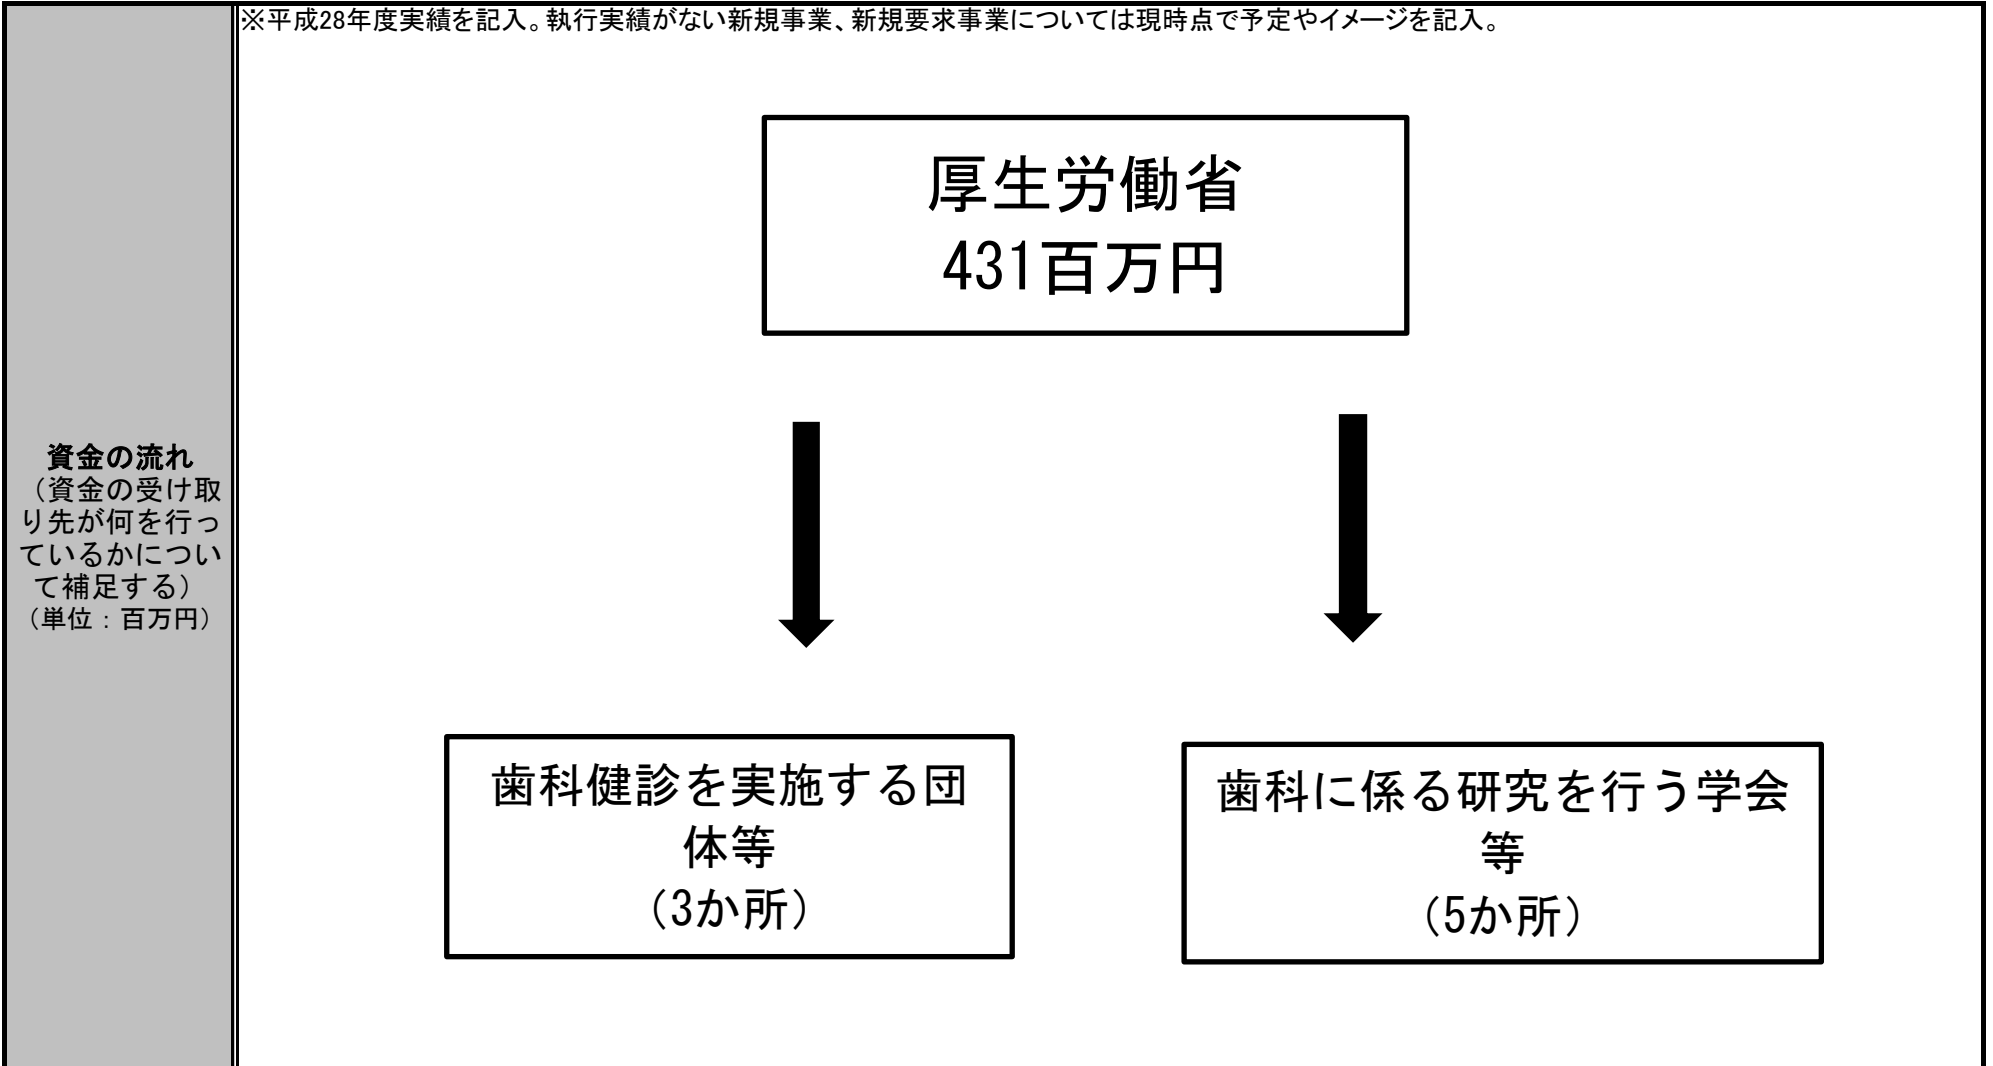 ※平成28年度実績を記入。執行実績がない新規事業、新規要求事業については現時点で予定やイメージを記入。
資金の流れ
（資金の受け取
り先が何を行っ
ているかについ
て補足する）
（単位：百万円）
厚生労働省
431百万円
歯科健診を実施する団
体等
（3か所）
歯科に係る研究を行う学会
等
（5か所）